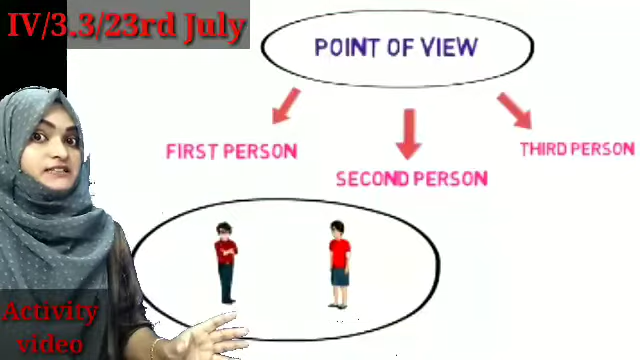 IV/3.3/23rd July
POINT OF VIEW
FIRST PERSON
SECOND PERSON
THIRD PERSON
Activity
video